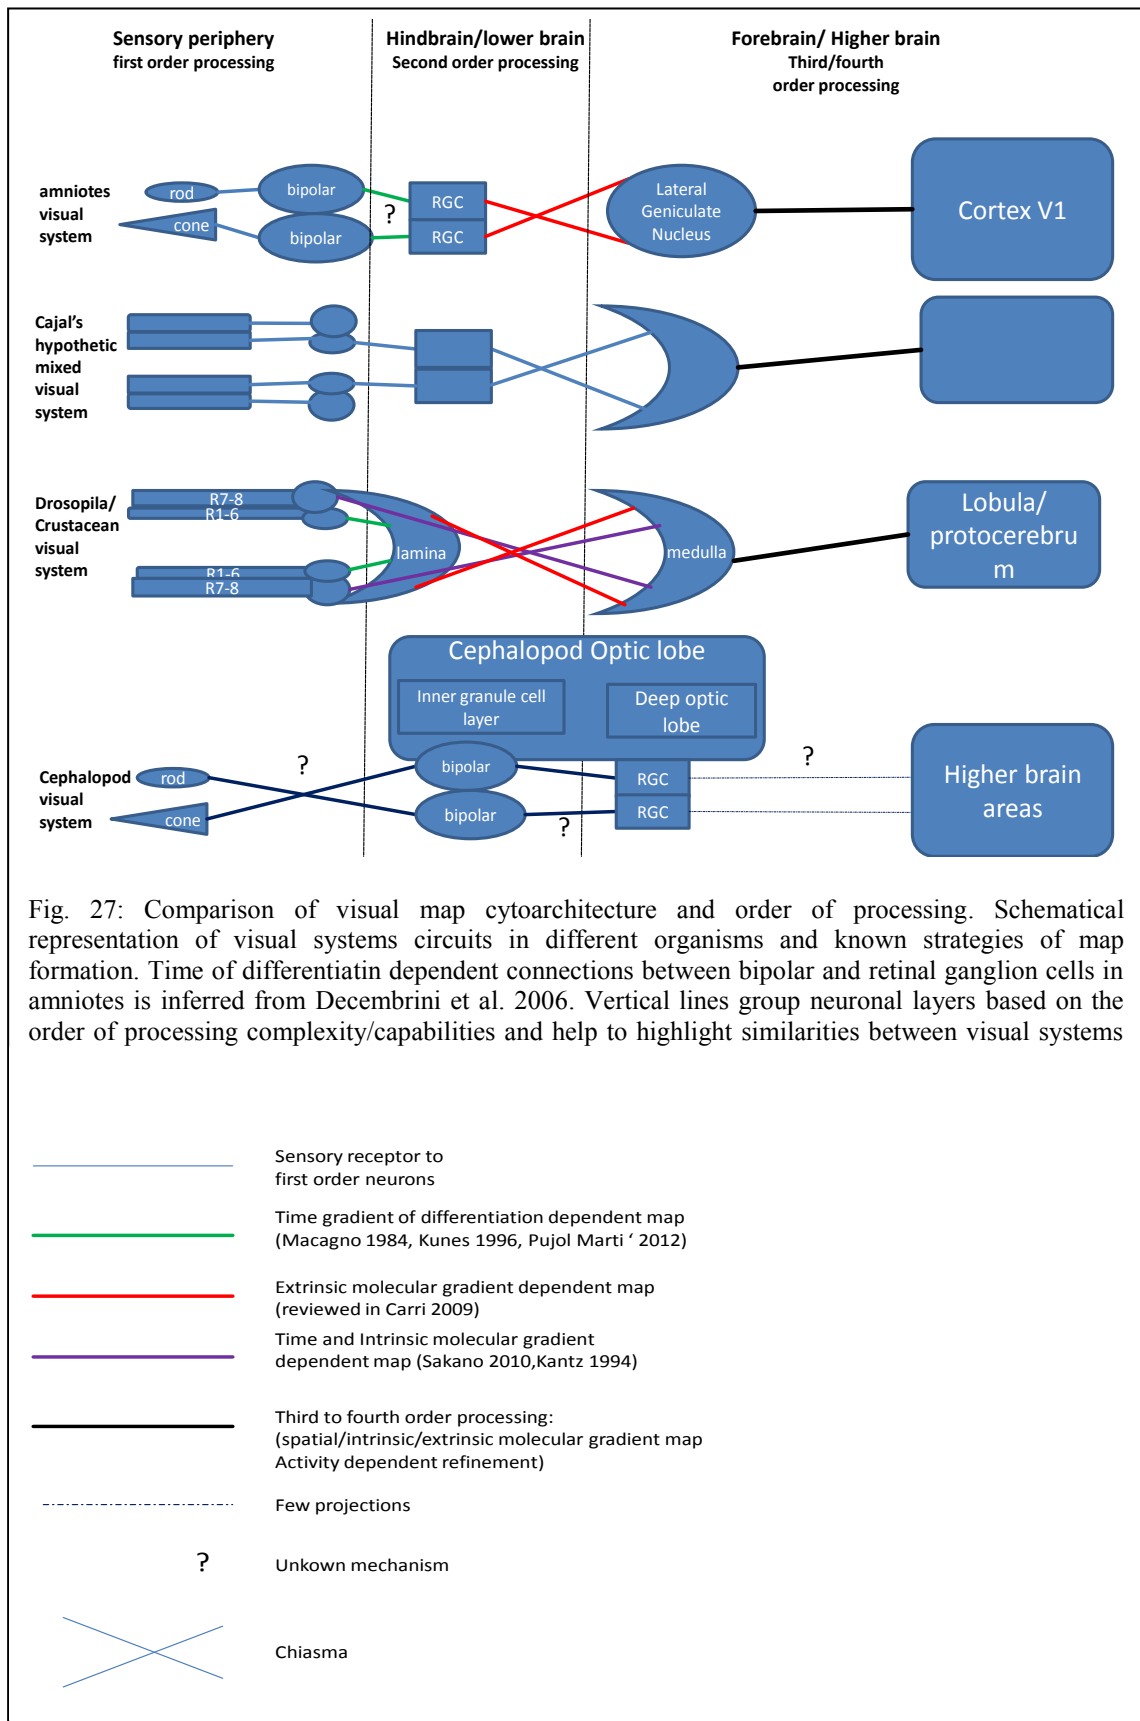 Sensory periphery
first order processing
Hindbrain/lower brain
Second order processing
Forebrain/ Higher brain
Third/fourth
order processing
amniotes
visual
system
rod
cone
bipolar
bipolar
?
RGC
RGC
Lateral
Geniculate
Nucleus
Cortex V1
Cajal's
hypothetic
mixed
visual
system
Drosopila/
Crustacean
visual
system
R7-8
R1-6
R1-6
R7-8
lamina
medulla
Lobula/
protocerebru
m
Cephalopod Optic lobe
Inner granule cell
layer
Deep optic
lobe
Cephalopod
visual
system
rod
cone
?
bipolar
bipolar
?
RGC
RGC
?
Higher brain
areas
Fig. 27: Comparison of visual map cytoarchitecture and order of processing. Schematical
representation of visual systems circuits in different organisms and known strategies of map
formation. Time of differentiatin dependent connections between bipolar and retinal ganglion cells in
amniotes is inferred from Decembrini et al. 2006. Vertical lines group neuronal layers based on the
order of processing complexity/capabilities and help to highlight similarities between visual systems
Sensory receptor to
first order neurons
Time gradient of differentiation dependent map
(Macagno 1984, Kunes 1996, Pujol Marti ‘ 2012)
Extrinsic molecular gradient dependent map
(reviewed in Carri 2009)
Time and Intrinsic molecular gradient
dependent map (Sakano 2010,Kantz 1994)
Third to fourth order processing:
(spatial/intrinsic/extrinsic molecular gradient map
Activity dependent refinement)
Few projections
?
Unkown mechanism
Chiasma